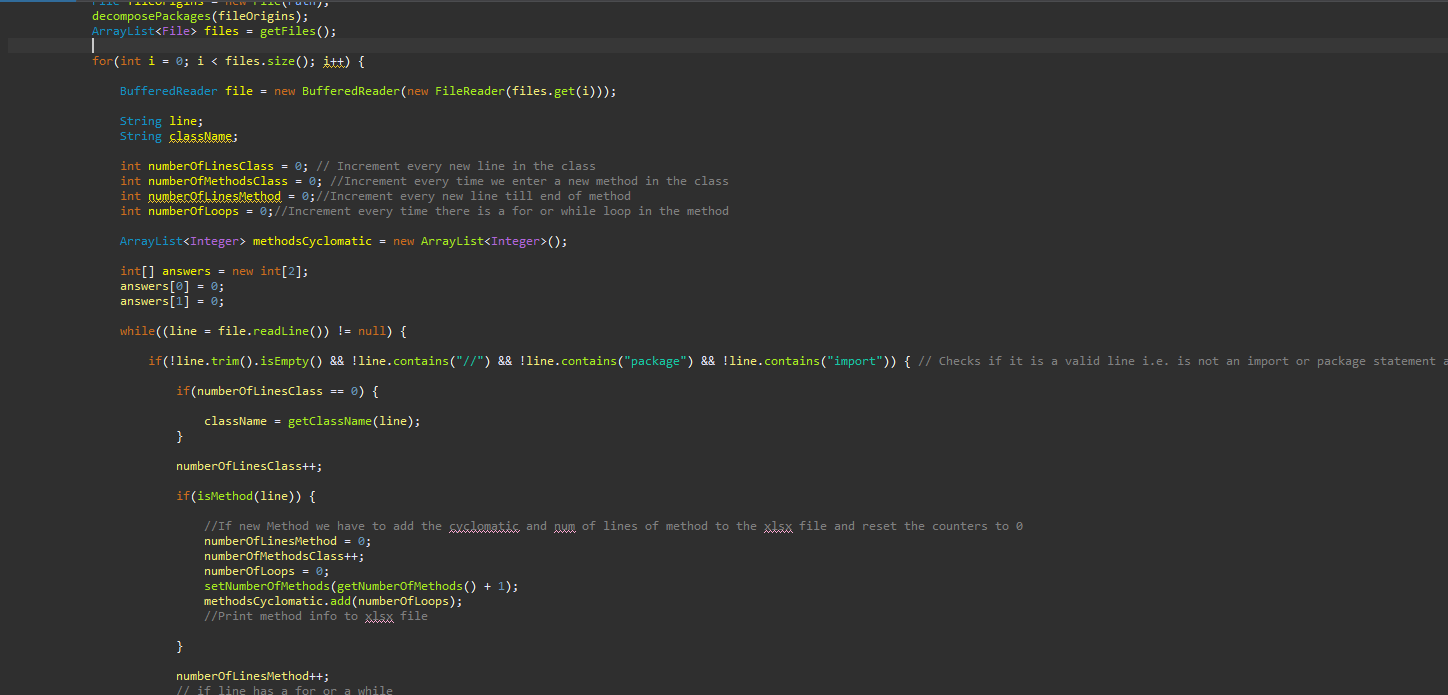 File fileOrigins = new File(Path);
decomposePackages(fileOrigins);
ArrayList<File> files = getFiles();
for(int i = 0; i < files.size(); i++) {
BufferedReader file = new BufferedReader(new FileReader(files.get(i)));
String line;
String className;
int numberOfLinesClass = 0; // Increment every new line in the class
int numberOfMethodsClass = 0; //Increment every time we enter a new method in the class
int numberOfLinesMethod = 0;//Increment every new line till end of method
int numberOfLoops = 0;//Increment every time there is a for or while loop in the method
ArrayList<Integer> methodsCyclomatic = new ArrayList<Integer>();
int[] answers = new int[2];
answers[0] = 0;
answers[1] = 0;
while((line = file.readLine()) != null) {
if(!line.trim().isEmpty() && !line.contains("//") && !line.contains("package") && !line.contains("import")) { // Checks if it is a valid line i.e. is not an import or package statement a
if(numberOfLinesClass == 0) {
className = getClassName(line);
}
numberOfLinesClass++;
if(isMethod(line)) {
//If new Method we have to add the cyclomatic and num of lines of method to the xlsx file and reset the counters to 0
numberOfLinesMethod = 0;
numberOfMethodsClass++;
numberOfLoops = 0;
setNumberOfMethods(getNumberOfMethods() + 1);
methodsCyclomatic.add(numberOfLoops);
//Print method info to xlsx file
}
numberOfLinesMethod++;
// if line has a for or a while